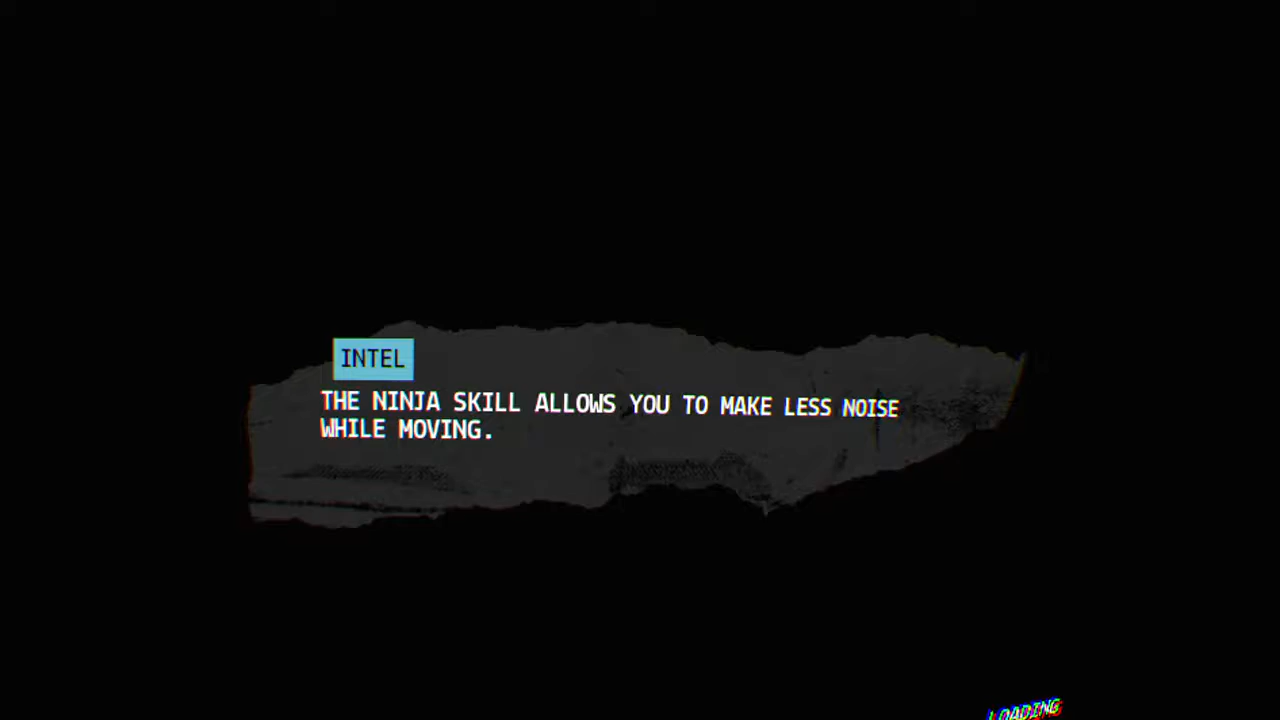 INTEL
THE NINJA SKILL ALLOWS YOU TO MAKE LESS NOISE
WHILE MOVING.
LOADING